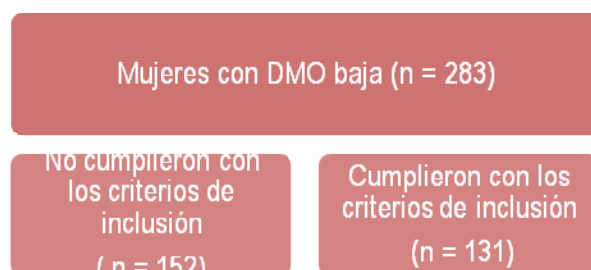 Mujeres con DMO baja (n = 283)
No cumplieron con
los criterios de
inclusión
( n = 152)
Cumplieron con los
criterios de inclusión
(n = 131)